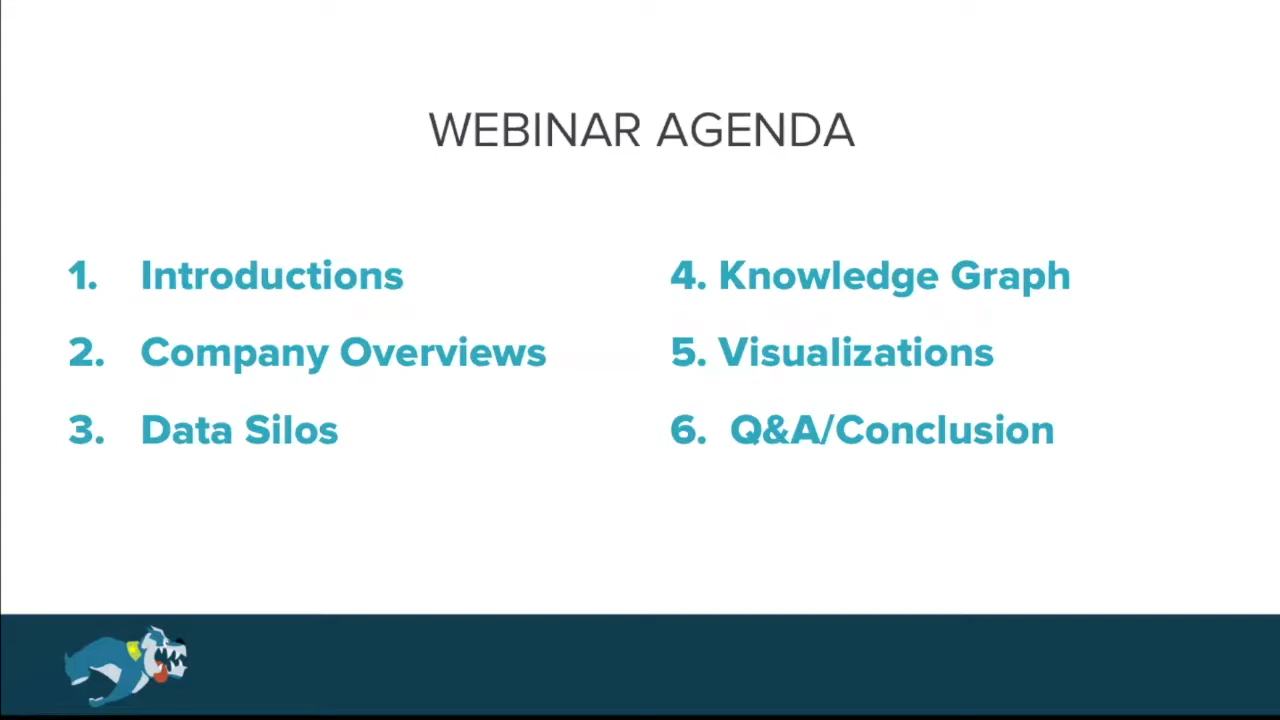 WEBINAR AGENDA
1. Introductions
2. Company Overviews
3. Data Silos
4. Knowledge Graph
5. Visualizations
6. Q&A/Conclusion